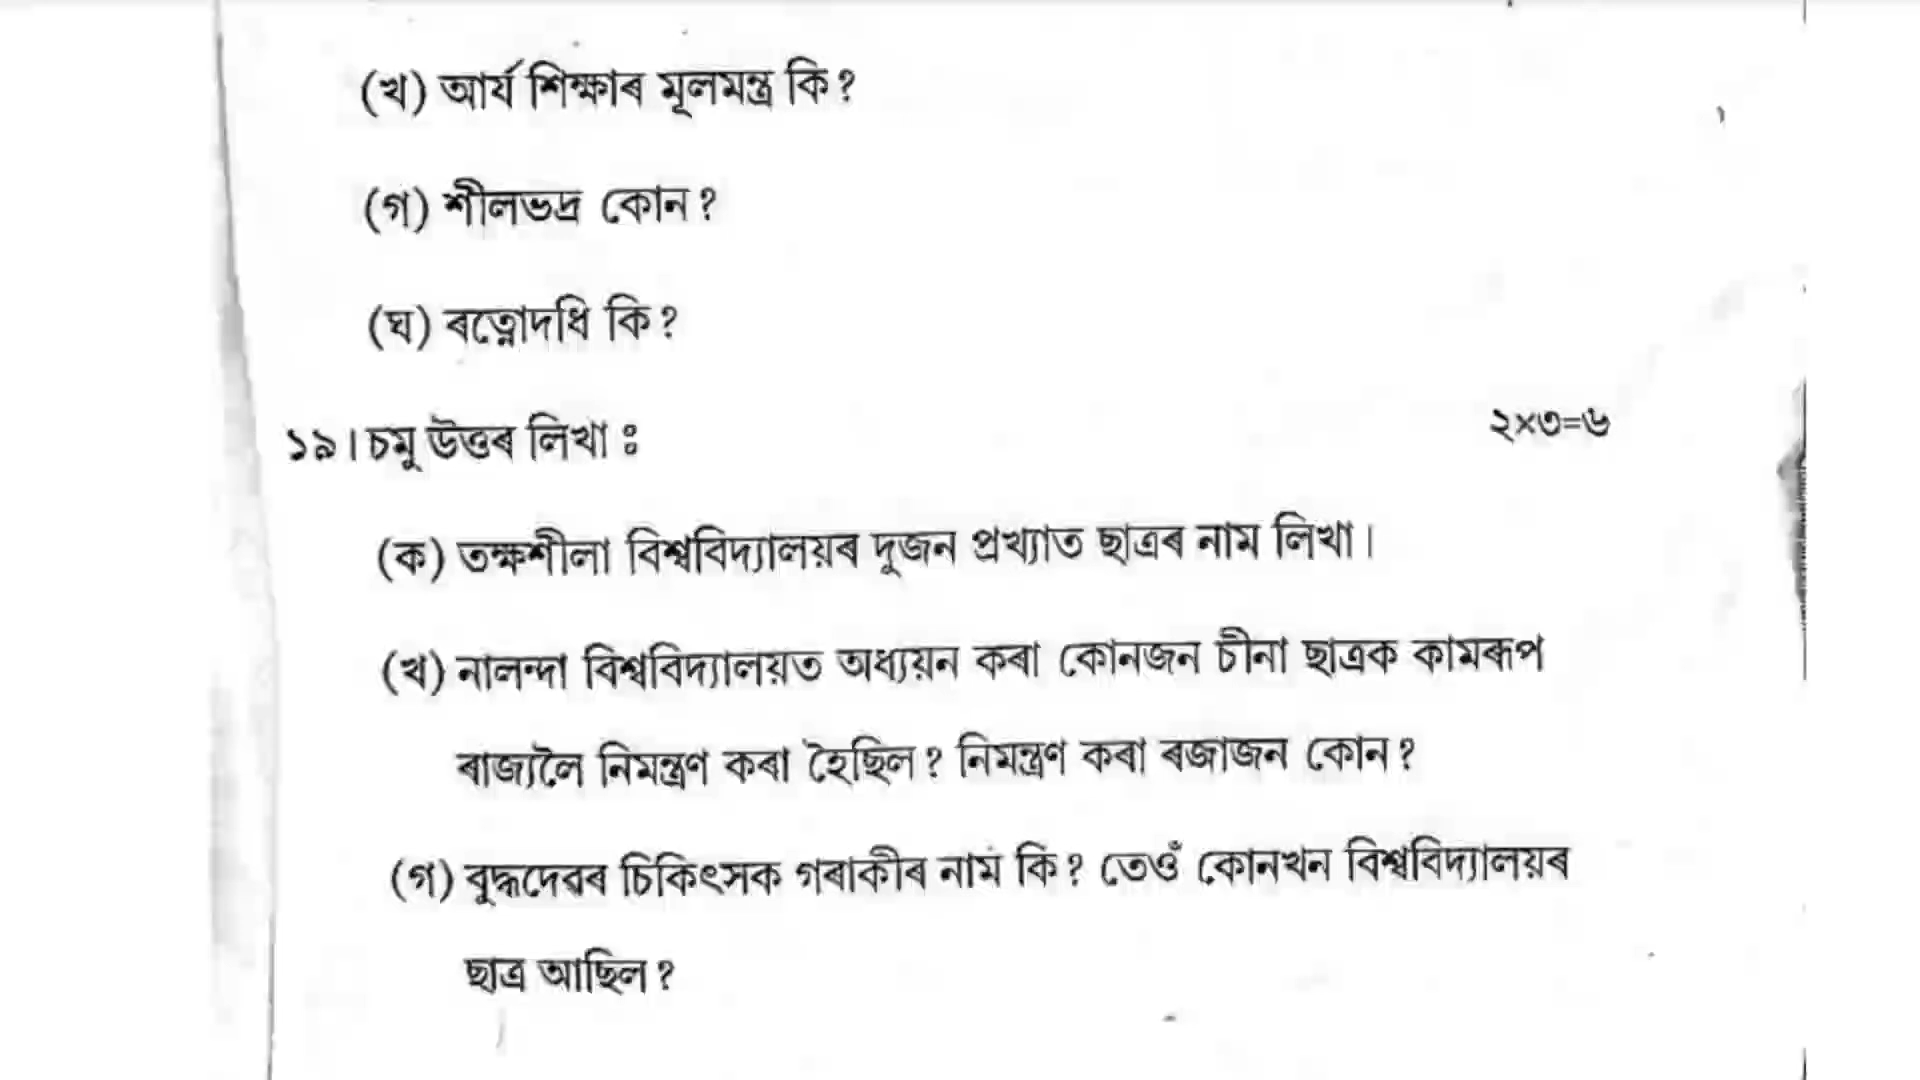 (খ) আৰ্য শিক্ষাৰ মূলমন্ত্ৰ কি?
(গ) শীলভদ্ৰ কোন?
(ঘ) ৰত্নোদধি কি?
১৯। চমু উত্তৰ লিখা ঃ ২×৩=৬
(ক) তক্ষশীলা বিশ্ববিদ্যালয়ৰ দুজন প্ৰখ্যাত ছাত্ৰৰ নাম লিখা।
(খ) নালন্দা বিশ্ববিদ্যালয়ত অধ্যয়ন কৰা কোনজন চীনা ছাত্ৰক কামৰূপ
ৰাজ্যলৈ নিমন্ত্ৰণ কৰা হৈছিল? নিমন্ত্ৰণ কৰা ৰজাজন কোন?
(গ) বুদ্ধদেৱৰ চিকিৎসক গৰাকীৰ নাম কি? তেওঁ কোনখন বিশ্ববিদ্যালয়ৰ
ছাত্ৰ আছিল?